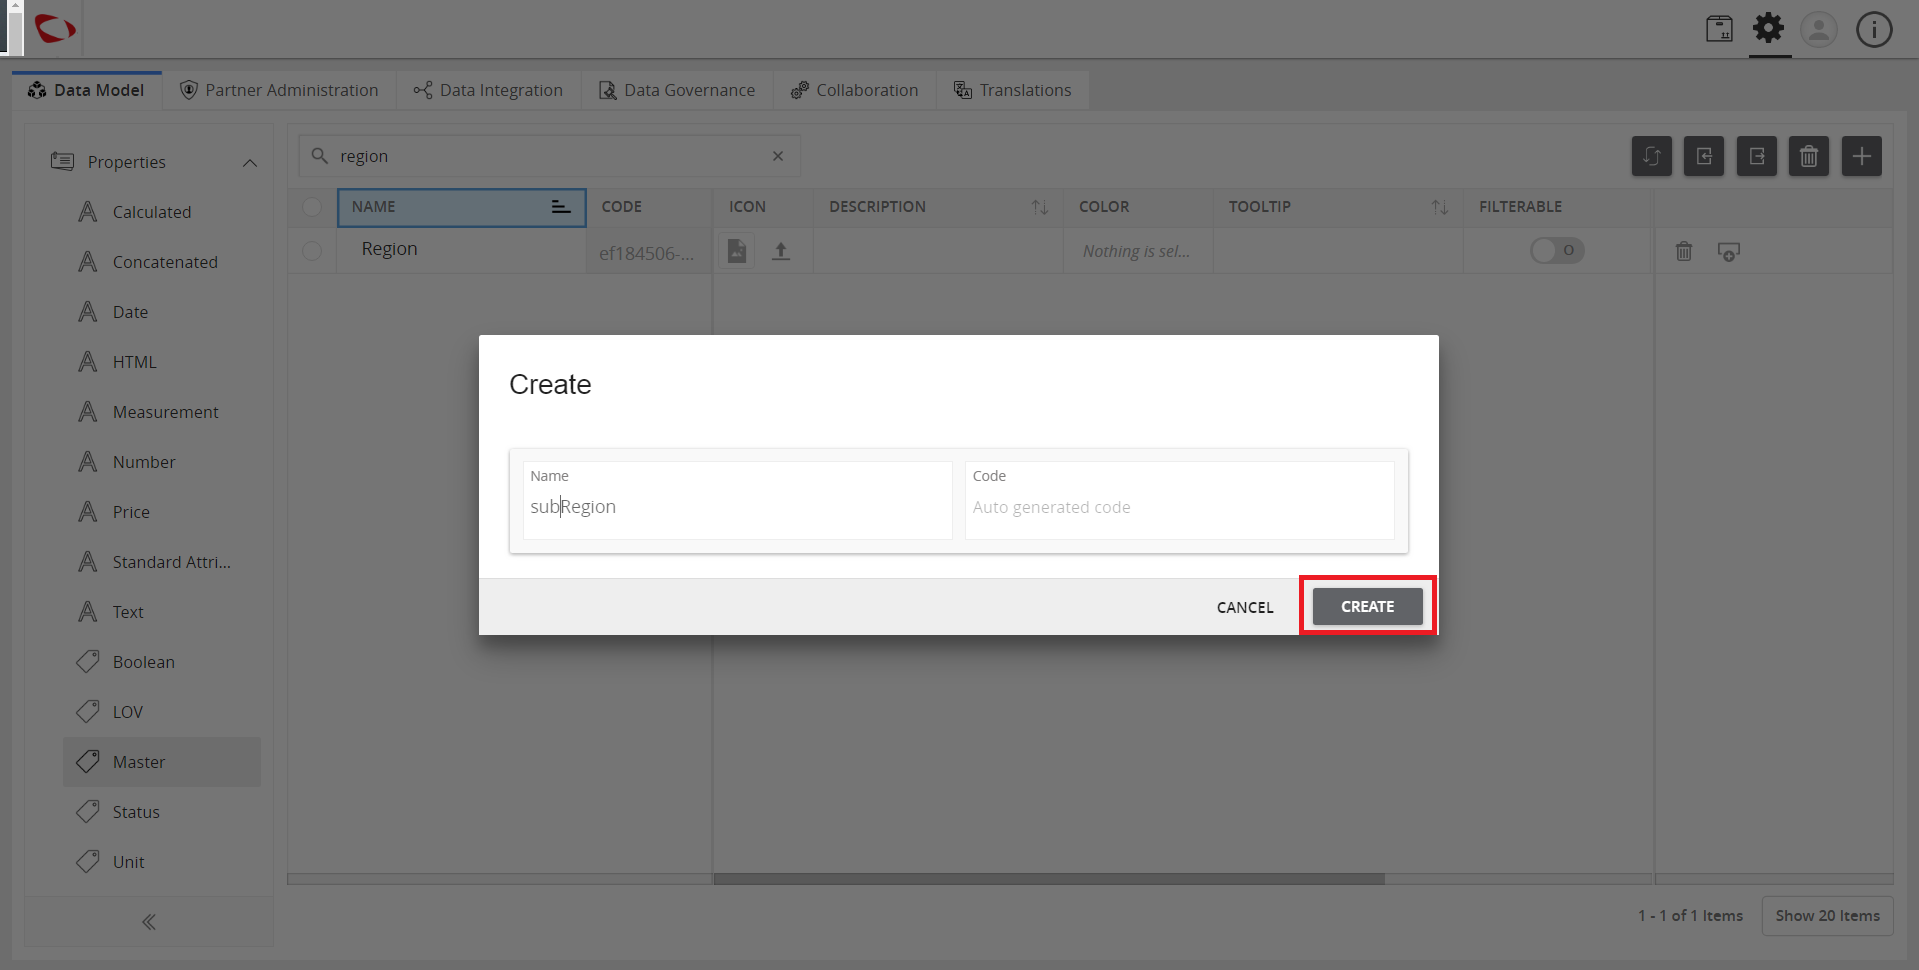 Data Model
Partner Administration
Data Integration
Data Governance
Collaboration
Translations
Properties
Calculated
Concatenated
Date
HTML
Measurement
Number
Price
Standard Attri...
Text
Boolean
LOV
Master
Status
Unit
region
NAME CODE ICON DESCRIPTION COLOR TOOLTIP FILTERABLE
Region ef184506-... Nothing is sel... O
Create
Name
subRegion
Code
Auto generated code
CANCEL
CREATE
1 - 1 of 1 Items
Show 20 Items